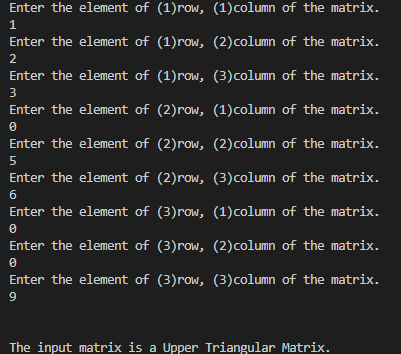 Enter the element of (1)row, (1)column of the matrix.
1
Enter the element of (1)row, (2)column of the matrix.
2
Enter the element of (1)row, (3)column of the matrix.
3
Enter the element of (2)row, (1)column of the matrix.
0
Enter the element of (2)row, (2)column of the matrix.
5
Enter the element of (2)row, (3)column of the matrix.
6
Enter the element of (3)row, (1)column of the matrix.
0
Enter the element of (3)row, (2)column of the matrix.
0
Enter the element of (3)row, (3)column of the matrix.
9
The input matrix is a Upper Triangular Matrix.